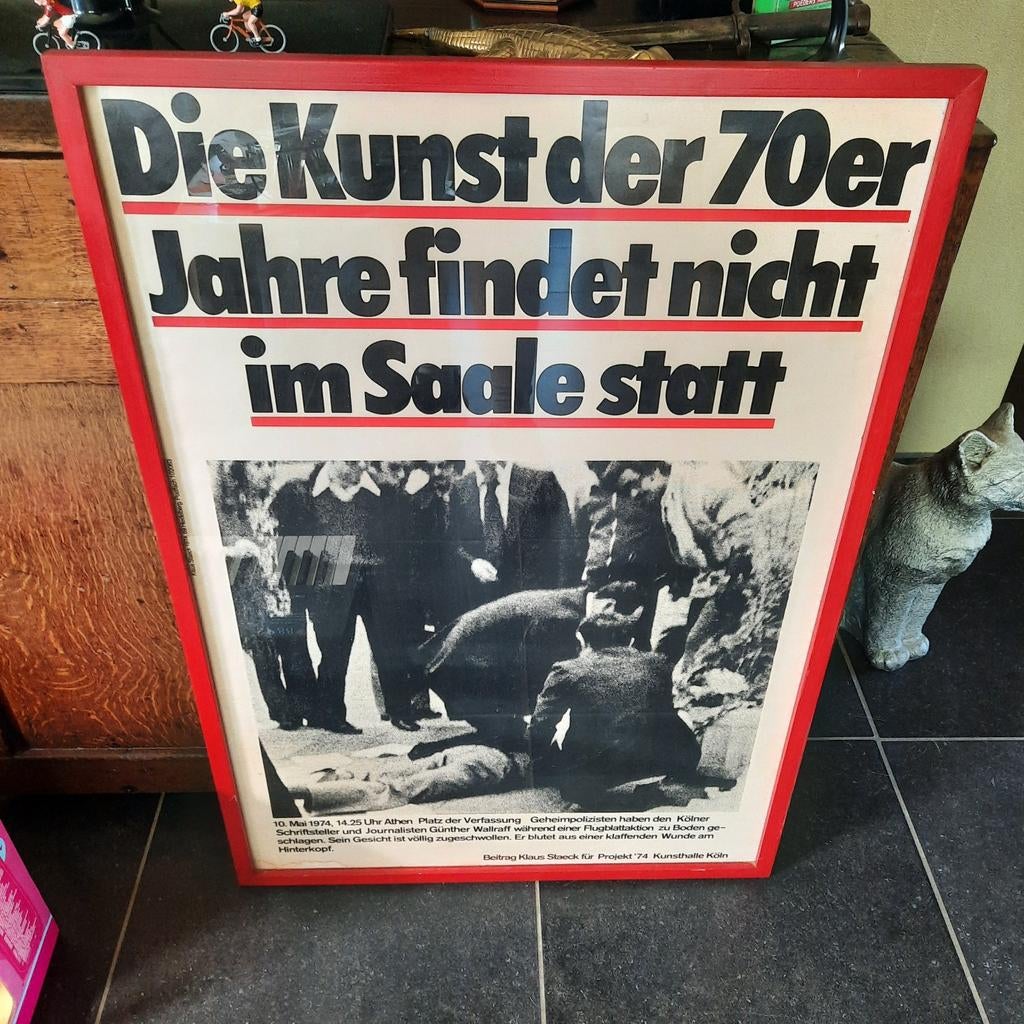 Die Kunst der 70er
Jahre findet nicht
im Saale statt
10. Mai 1974, 14.25 Uhr Athen Platz der Verfassung Geheimpolizisten haben den Kölner
Schriftsteller und Journalisten Günther Wallraff während einer Flugblattaktion zu Boden ge-
schlagen. Sein Gesicht ist völlig zugeschwollen. Er blutet aus einer klaffenden Wunde am
Hinterkopf.
Beitrag Klaus Staeck für Projekt '74 Kunsthalle Köln